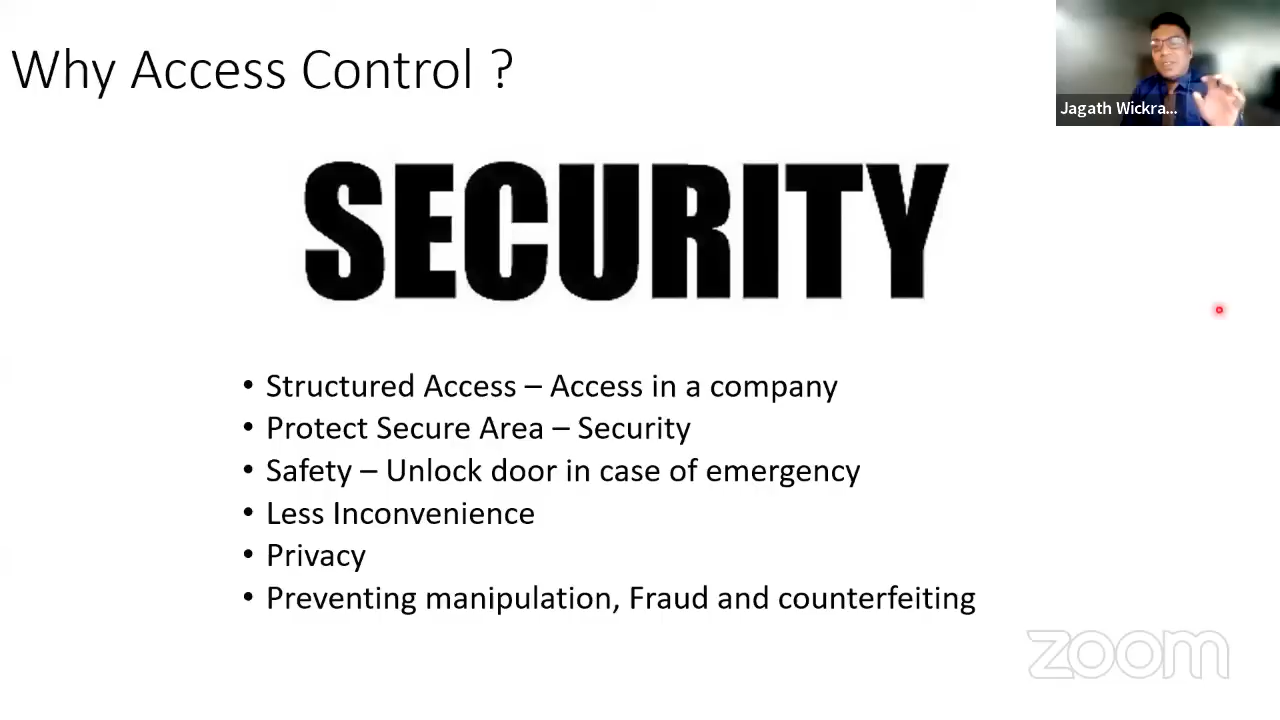 Why Access Control ?
Jagath Wickra...
SECURITY
• Structured Access – Access in a company
• Protect Secure Area – Security
• Safety – Unlock door in case of emergency
• Less Inconvenience
• Privacy
• Preventing manipulation, Fraud and counterfeiting
zoom